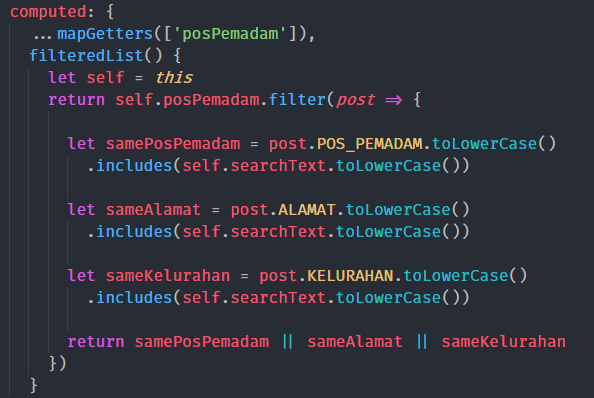 computed: {
  ...mapGetters(['posPemadam']),
  filteredList() {
    let self = this
    return self.posPemadam.filter(post => {

      let samePosPemadam = post.POS_PEMADAM.toLowerCase()
        .includes(self.searchText.toLowerCase())

      let sameAlamat = post.ALAMAT.toLowerCase()
        .includes(self.searchText.toLowerCase())

      let sameKelurahan = post.KELURAHAN.toLowerCase()
        .includes(self.searchText.toLowerCase())

      return samePosPemadam || sameAlamat || sameKelurahan
    })
  }